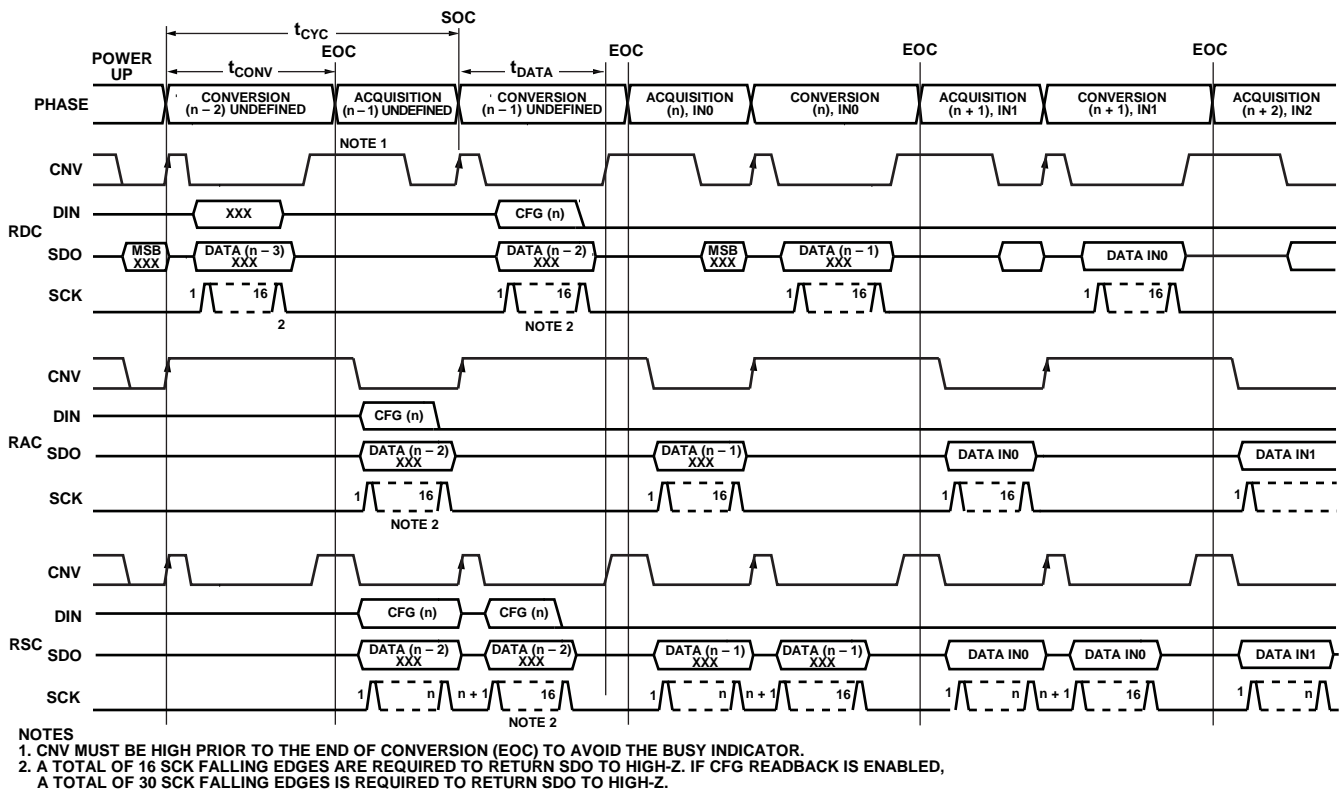 SOC
tCYC
EOC EOC EOC EOC
POWER
UP
tCONV tDATA
PHASE
CONVERSION
(n – 2) UNDEFINED
ACQUISITION
(n – 1) UNDEFINED
CONVERSION
(n – 1) UNDEFINED
ACQUISITION
(n), IN0
CONVERSION
(n), IN0
ACQUISITION
(n + 1), IN1
CONVERSION
(n + 1), IN1
ACQUISITION
(n + 2), IN2
NOTE 1
CNV
RDC
DIN XXX CFG (n)
SDO
MSB
XXX
DATA (n – 3)
XXX
DATA (n – 2)
XXX
MSB
XXX
DATA (n – 1)
XXX
DATA IN0
SCK 1 16 1 16 1 16 1 16
2
NOTE 2
CNV
RAC
DIN CFG (n)
SDO
DATA (n – 2)
XXX
DATA (n – 1)
XXX
DATA IN0
DATA IN1
SCK 1 16 1 16 1 16 1
NOTE 2
CNV
RSC
DIN CFG (n) CFG (n)
SDO
DATA (n – 2)
XXX
DATA (n – 2)
XXX
DATA (n – 1)
XXX
DATA (n – 1)
XXX
DATA IN0
DATA IN0
DATA IN1
SCK 1 n n + 1 16 1 n n + 1 16 1 n n + 1 16 1 n
NOTE 2
NOTES
1. CNV MUST BE HIGH PRIOR TO THE END OF CONVERSION (EOC) TO AVOID THE BUSY INDICATOR.
2. A TOTAL OF 16 SCK FALLING EDGES ARE REQUIRED TO RETURN SDO TO HIGH-Z. IF CFG READBACK IS ENABLED,
A TOTAL OF 30 SCK FALLING EDGES IS REQUIRED TO RETURN SDO TO HIGH-Z.